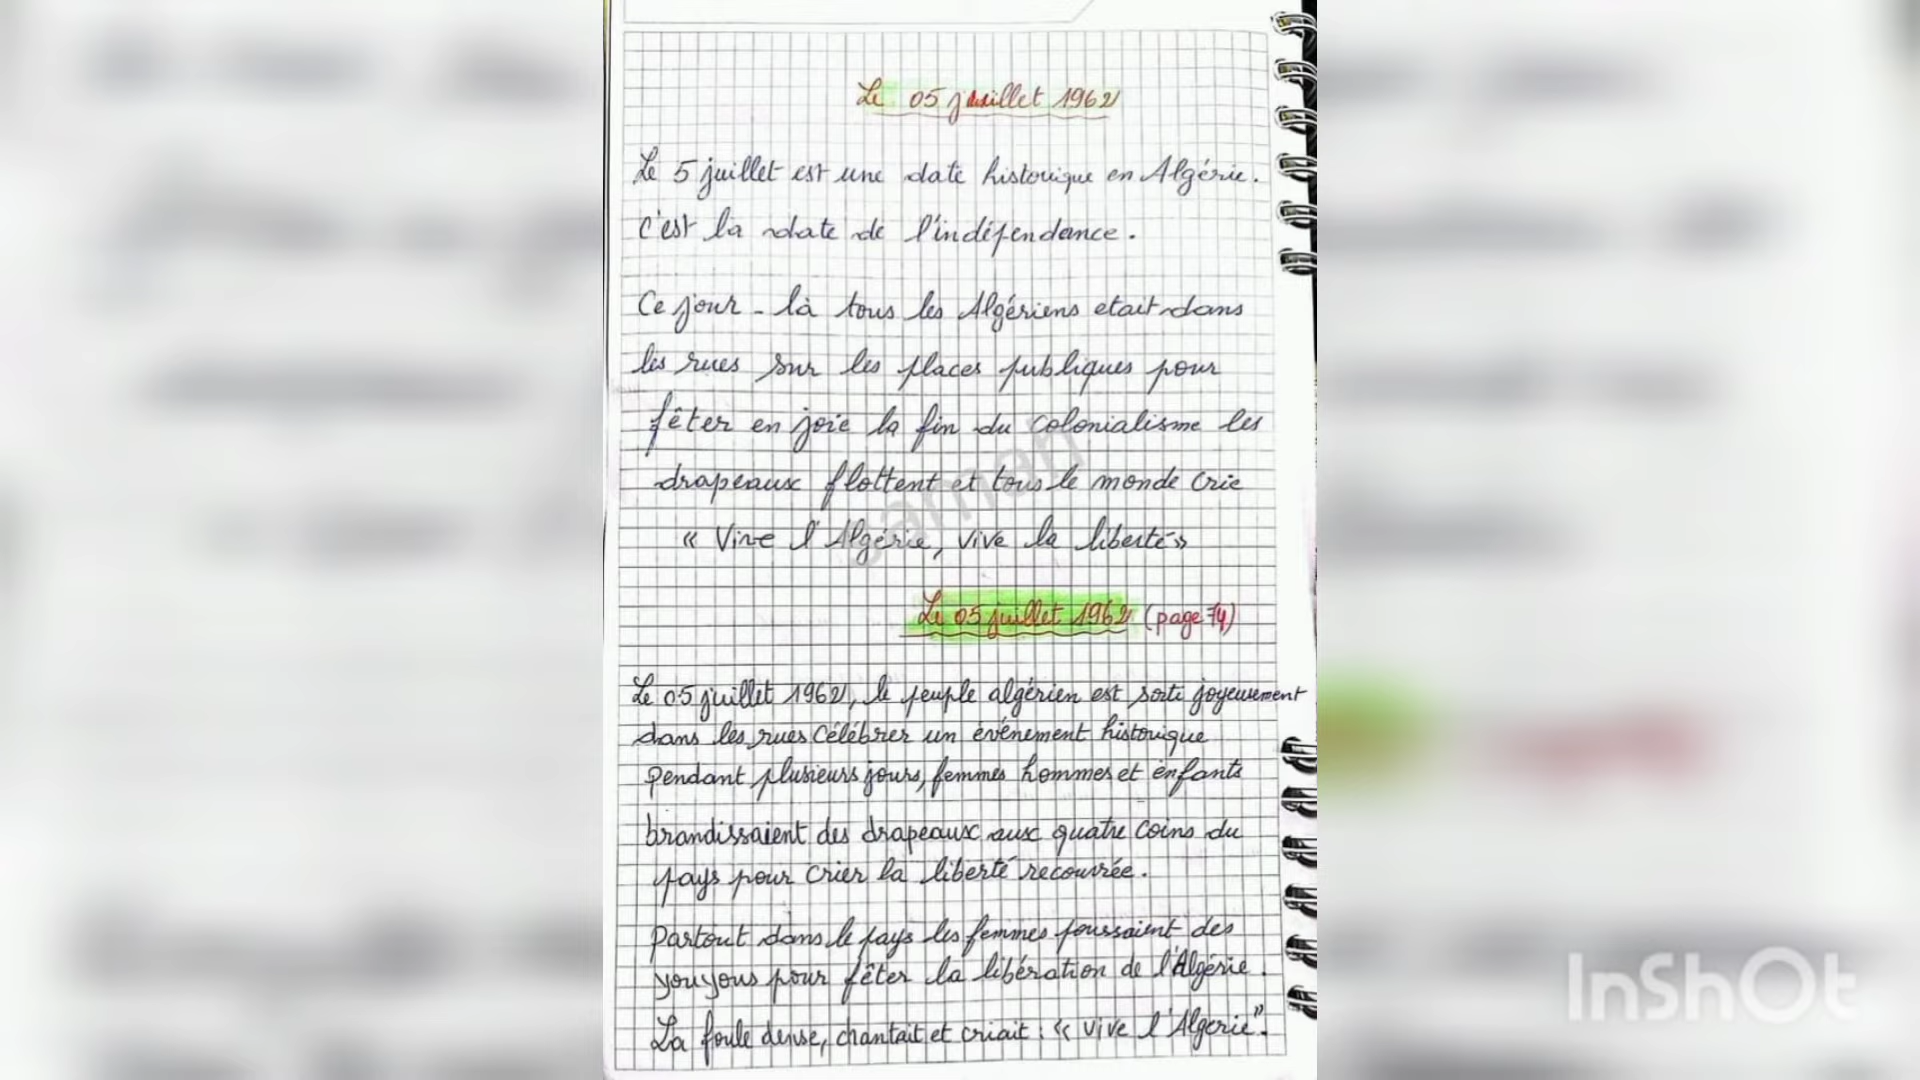 Le 05 juillet 1962
Le 5 juillet est une date historique en Algérie.
c'est la date de l'indépendance.
Ce jour-là tous les Algériens etait dans
les rues sur les places publiques pour
fêter en joie la fin du colonialisme les
drapeaux flottent et tous le monde crie
« Vive l'Algérie, vive la liberté »
Le 05 juillet 1962 (page 74)
Le 05 juillet 1962, le peuple algérien est sorti joyeusement
dans les rues célébrer un événement historique
pendant plusieurs jours, femmes hommes et enfants
brandissaient des drapeaux aux quatre coins du
pays pour crier la liberté recouvrée.
Partout dans le pays les femmes poussaient des
youyous pour fêter la libération de l'Algérie.
La foule dense, chantait et criait : « vive l'Algerie".
saman
InShOt